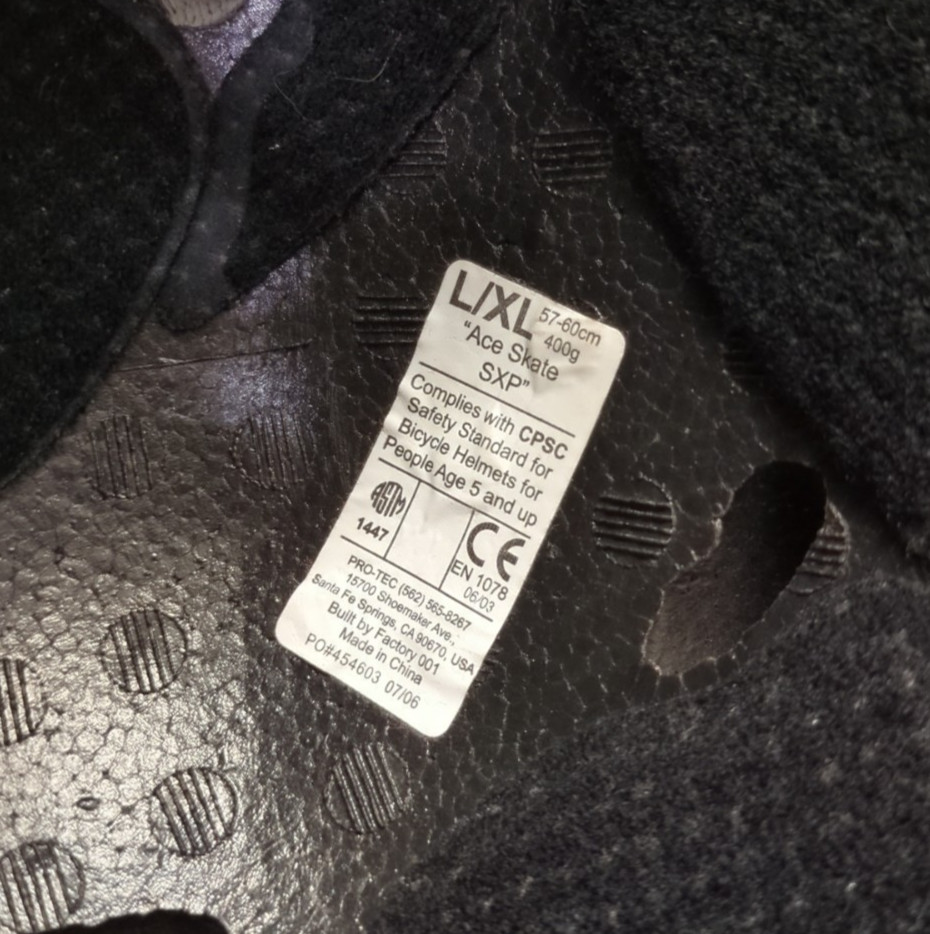 L/XL 57-60cm
400g
“Ace Skate
SXP”
Complies with CPSC
Safety Standard for
Bicycle Helmets for
People Age 5 and up
ASTM
1447
CE
EN 1078
06/03
PRO-TEC (562) 565-8267
15700 Shoemaker Ave.,
Santa Fe Springs, CA 90670, USA
Built by Factory 001
Made in China
PO#454603 07/06